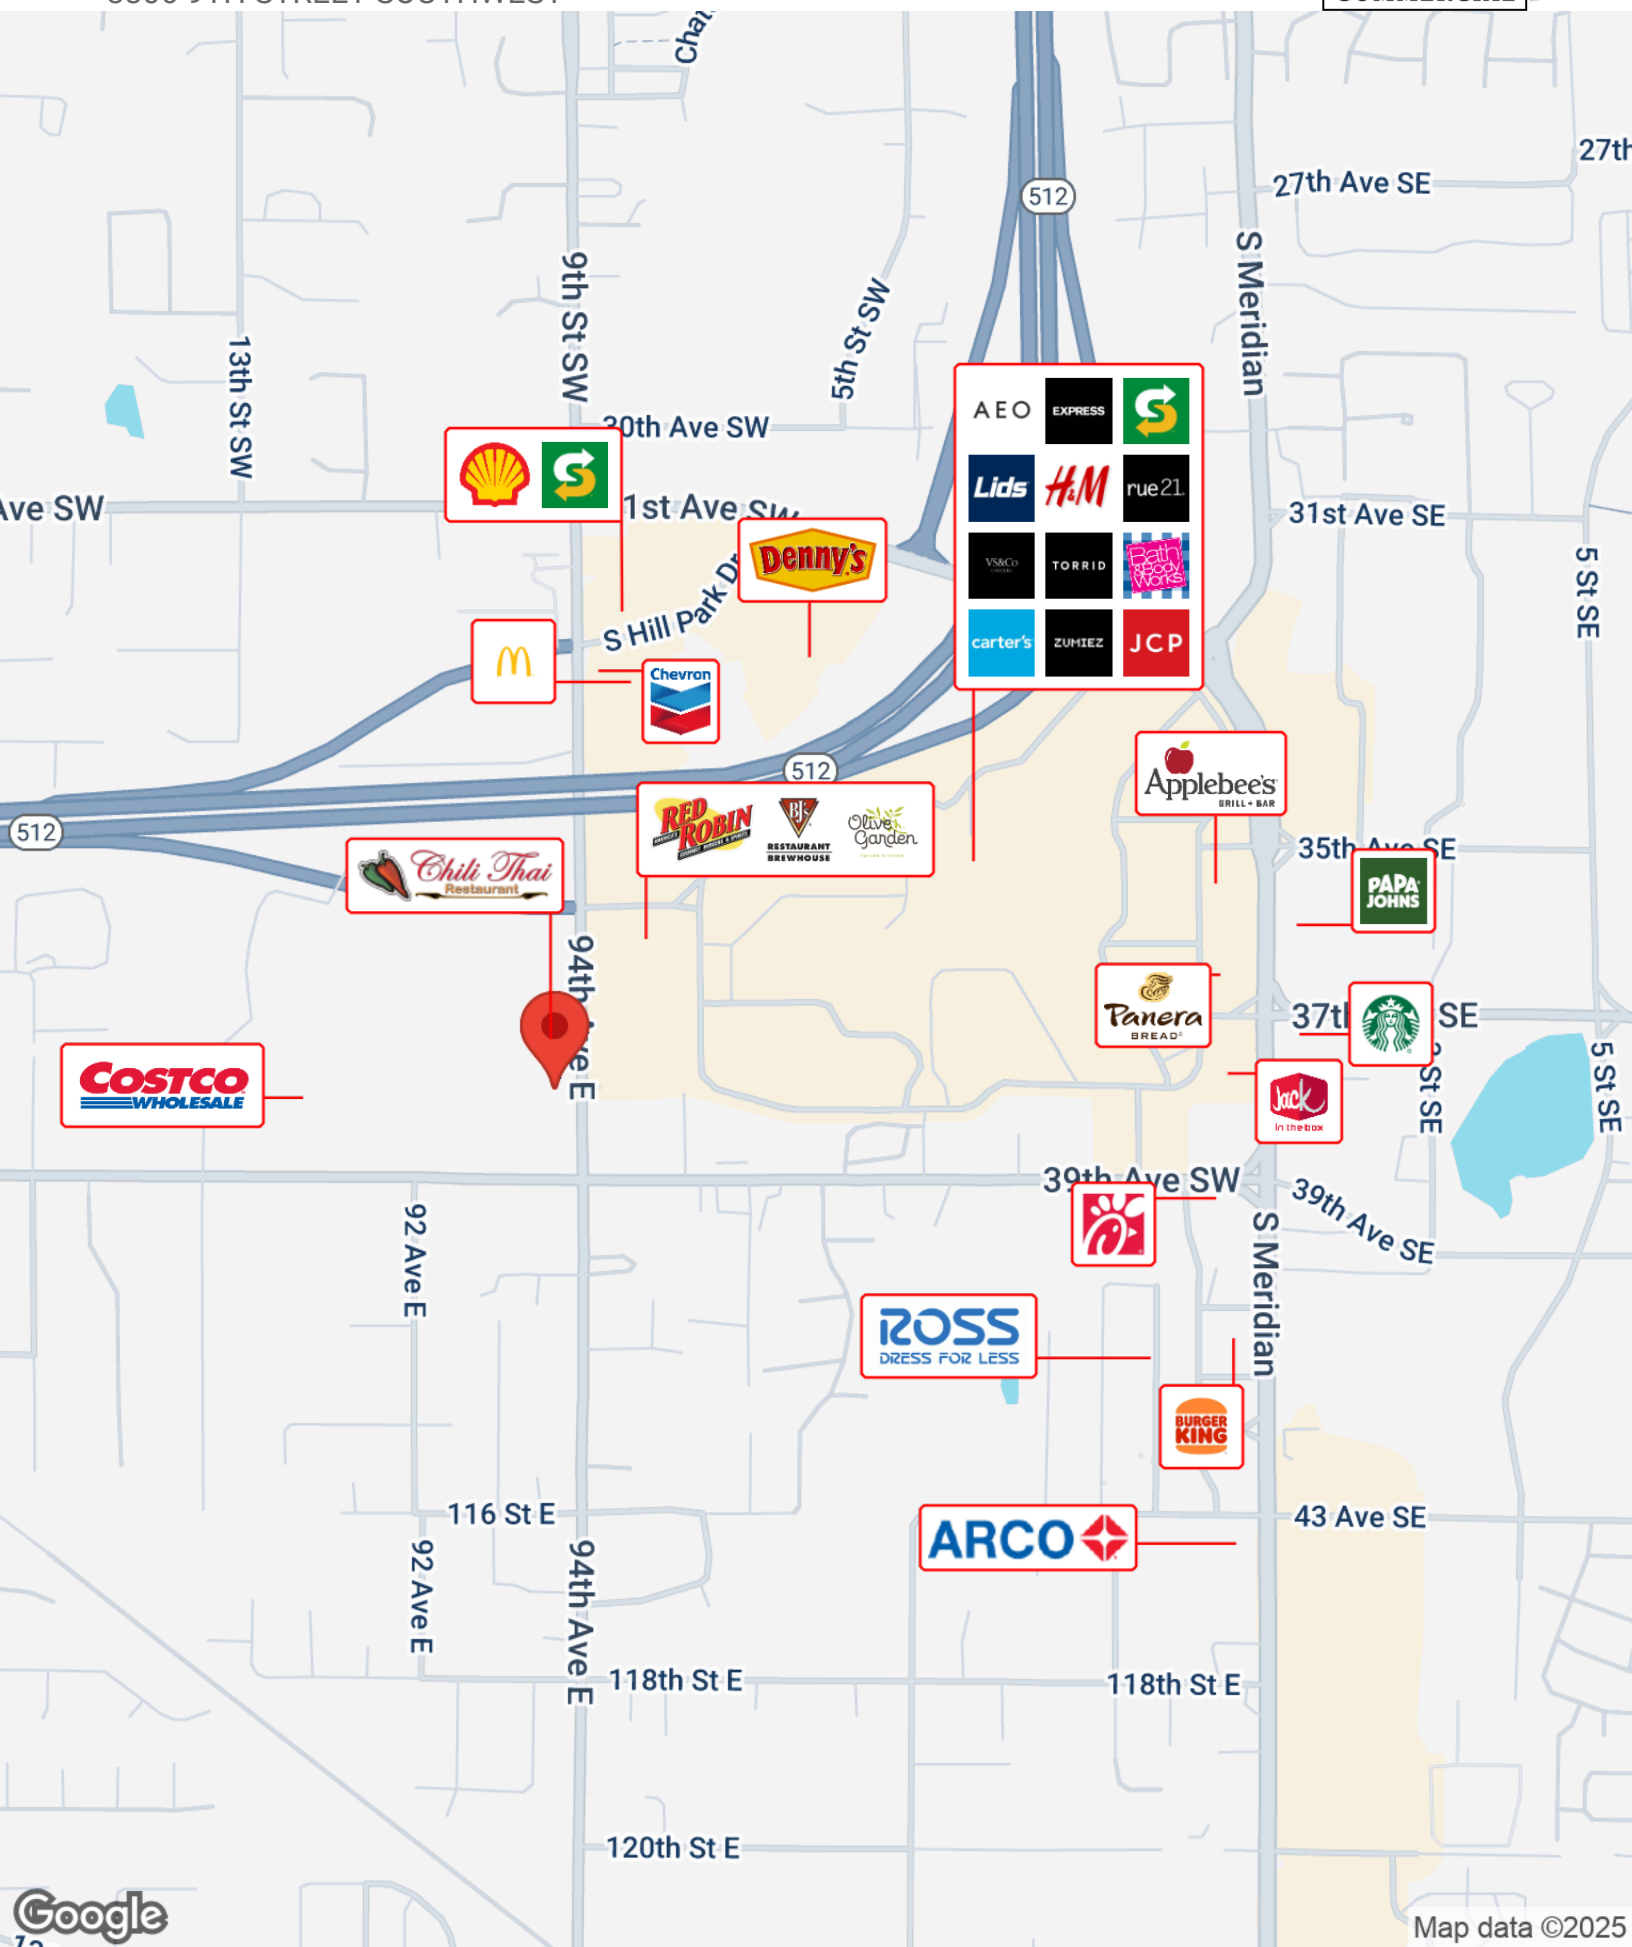 Chat
512
27th
27th Ave SE
S Meridian
9th St SW
5th St SW
13th St SW
AEO
EXPRESS
30th Ave SW
Lids
H&M
rue21
Ave SW
1st Ave SW
31st Ave SE
Denny's
VS&Co
TORRID
Bath
&Body
Works
5 St SE
S Hill Park Dr
carter's
ZUMIEZ
JCP
Chevron
512
Applebee's
GRILL + BAR
RED
ROBIN
BJ's
RESTAURANT
BREWHOUSE
Olive
Garden
512
35th Ave SE
Chili Thai
Restaurant
PAPA
JOHNS
94th Ave E
Panera
BREAD
37th
SE
St SE
5 St SE
COSTCO
WHOLESALE
Jack
in the box
39th Ave SW
39th Ave SE
92 Ave E
S Meridian
ROSS
DRESS FOR LESS
BURGER
KING
116 St E
ARCO
43 Ave SE
92 Ave E
94th Ave E
118th St E
118th St E
120th St E
Google
Map data ©2025